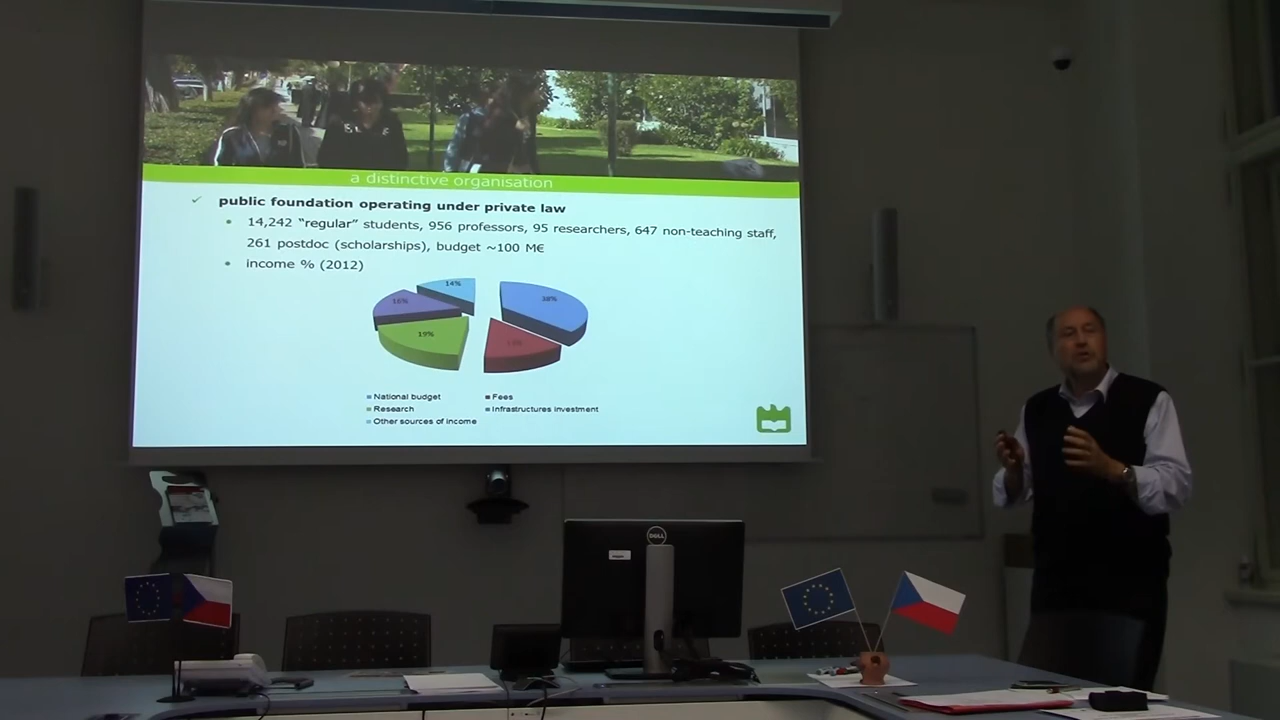 a distinctive organisation
✓ public foundation operating under private law
• 14,242 “regular” students, 956 professors, 95 researchers, 647 non-teaching staff,
261 postdoc (scholarships), budget ~100 M€
• income % (2012)
14%
38%
16%
19%
National budget
Fees
Research
Infrastructures investment
Other sources of income
DELL